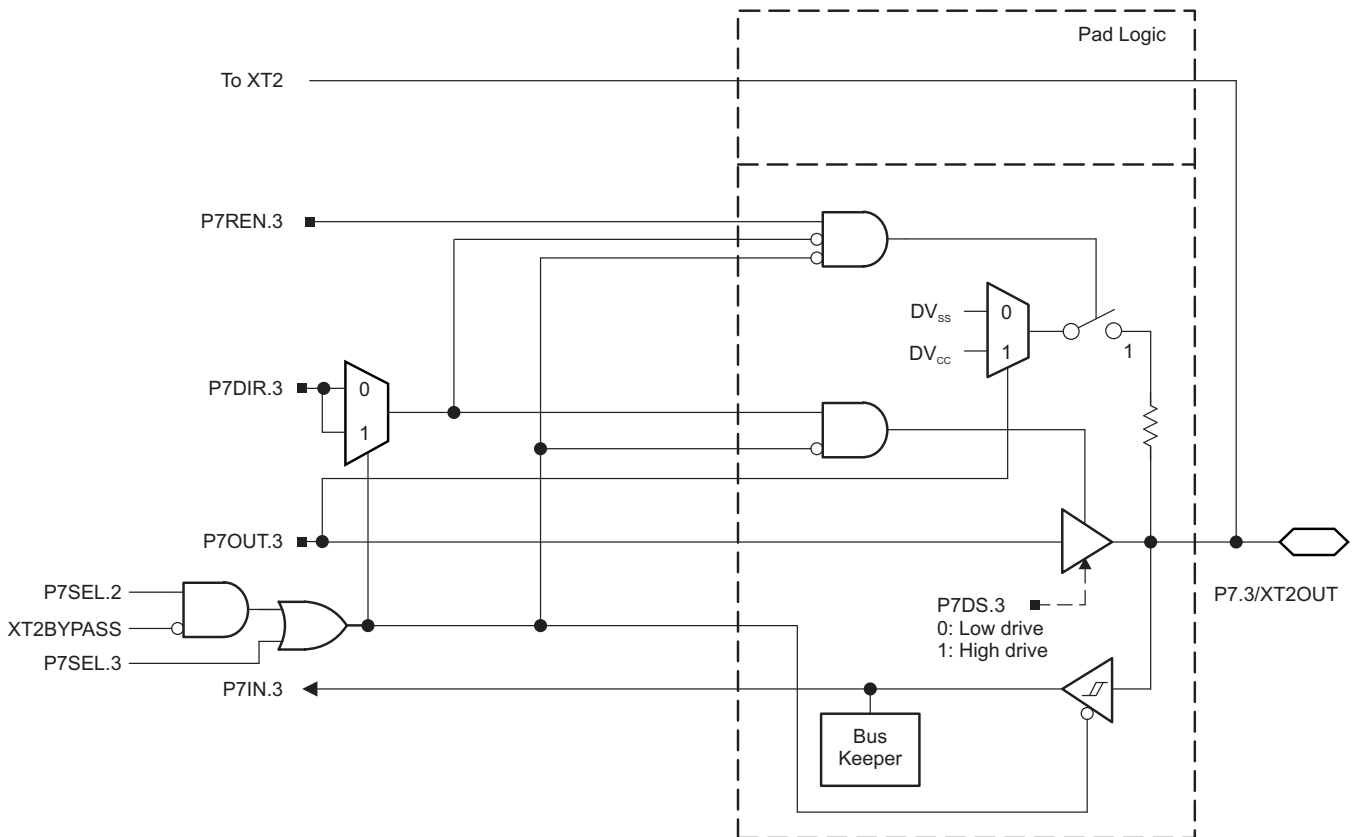 Pad Logic
To XT2
P7REN.3
DVSS
0
DVCC
1
1
P7DIR.3
0
1
P7OUT.3
P7SEL.2
XT2BYPASS
P7SEL.3
P7DS.3
0: Low drive
1: High drive
P7.3/XT2OUT
P7IN.3
Bus
Keeper